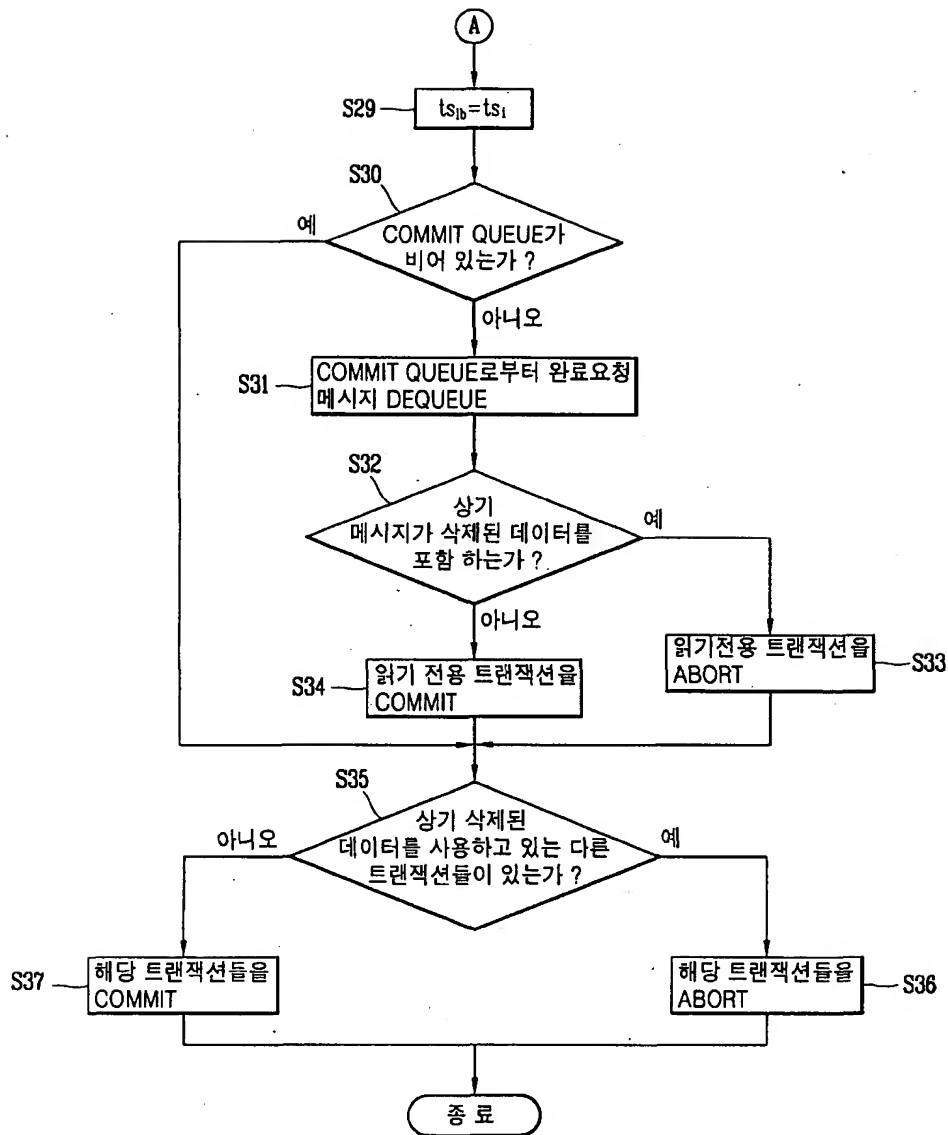 A
S29
ts_ib=ts_i
S30
예
COMMIT QUEUE가
비어 있는가 ?
아니오
S31
COMMIT QUEUE로부터 완료요청
메시지 DEQUEUE
S32
상기
메시지가 삭제된 데이터를
포함 하는가 ?
예
아니오
S34
읽기 전용 트랜잭션을
COMMIT
읽기전용 트랜잭션을
ABORT
S33
S35
상기 삭제된
데이터를 사용하고 있는 다른
트랜잭션들이 있는가 ?
아니오
예
S37
해당 트랜잭션들을
COMMIT
해당 트랜잭션들을
ABORT
S36
종 료